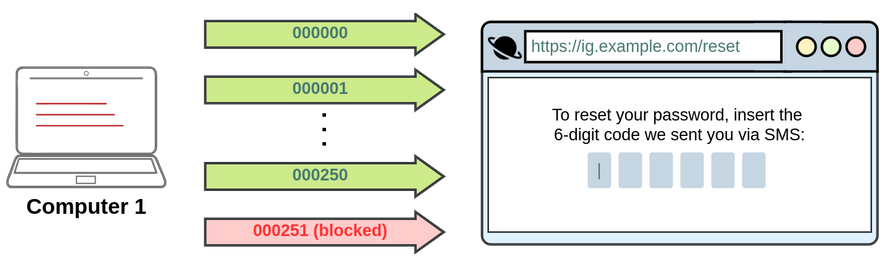 000000
000001
000250
000251 (blocked)
Computer 1
https://ig.example.com/reset
To reset your password, insert the
6-digit code we sent you via SMS: